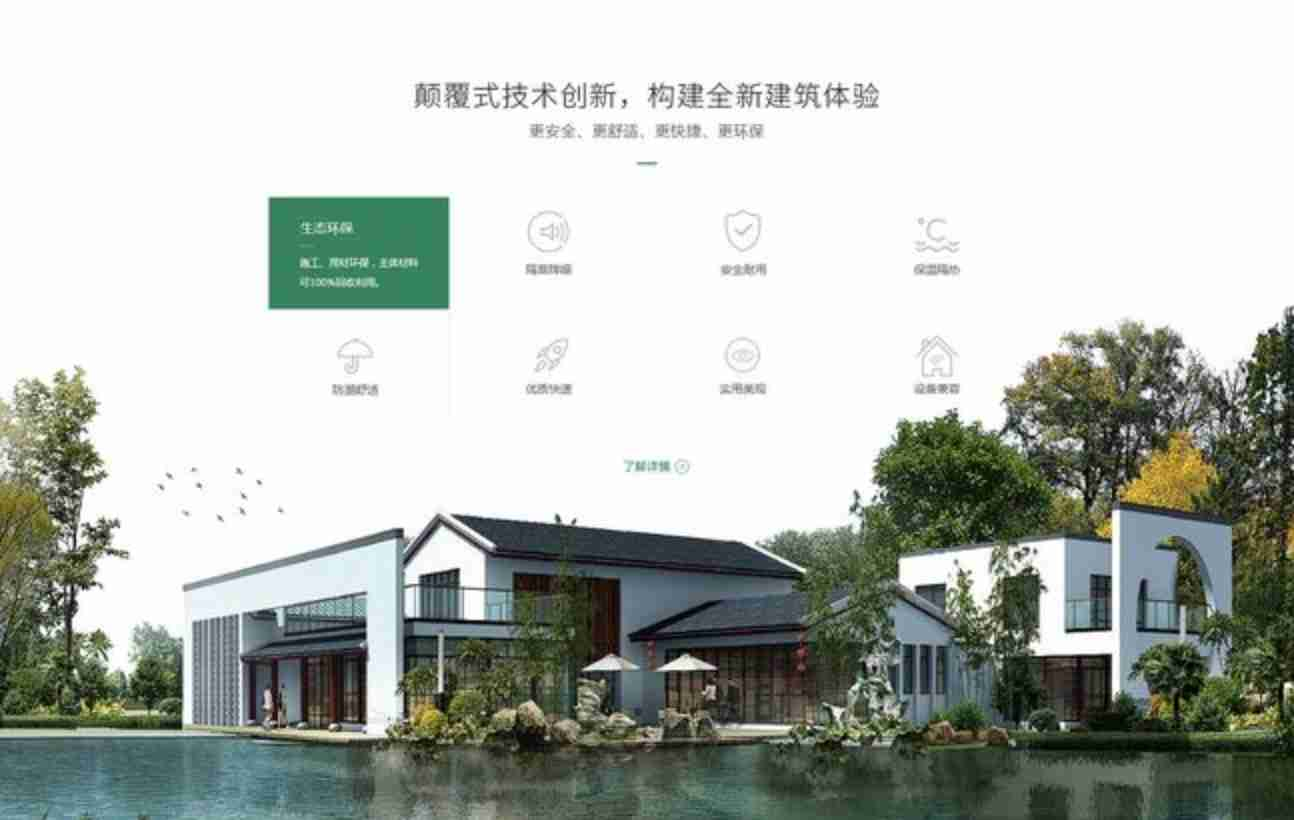 颠覆式技术创新，构建全新建筑体验
更安全、更舒适、更快捷、更环保
生态环保
施工、用材环保，主体材料
可100%回收利用。
隔声降噪
安全耐用
保温隔热
防潮舒适
优质快速
实用美观
设备兼容
了解详情